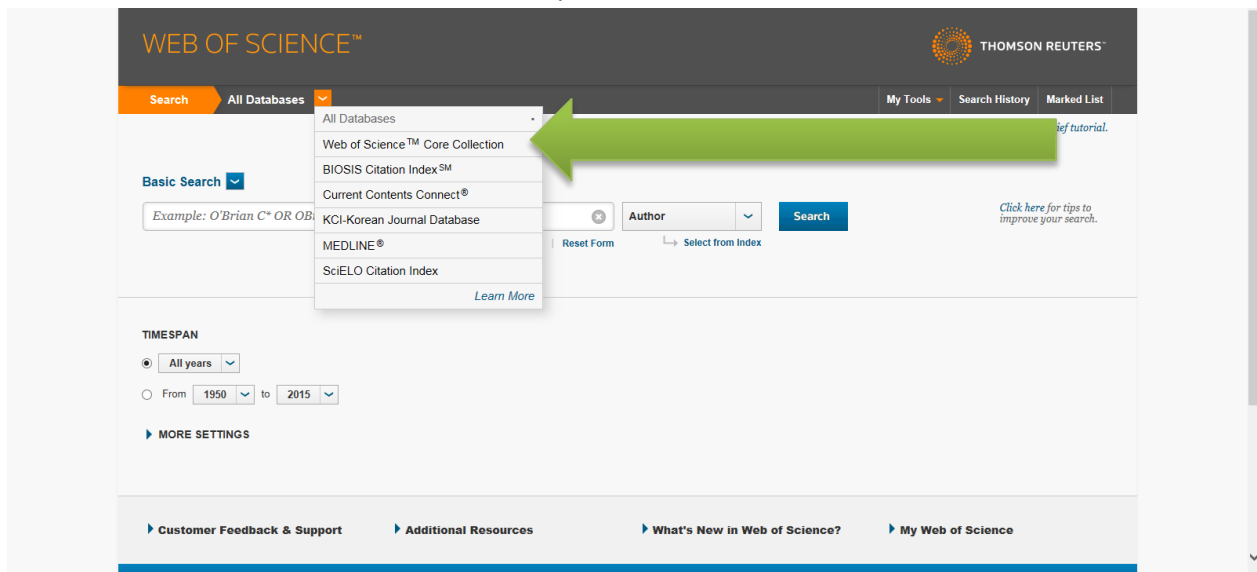 WEB OF SCIENCE™
THOMSON REUTERS™
Search All Databases My Tools Search History Marked List
All Databases
Web of Science™ Core Collection
BIOSIS Citation Index℠
Current Contents Connect®
KCI-Korean Journal Database
MEDLINE®
SciELO Citation Index
Learn More
tutorial.
Basic Search
Example: O'Brian C* OR Author Search
Click here for tips to
improve your search.
Reset Form Select from Index
TIMESPAN
All years
From 1950 to 2015
MORE SETTINGS
Customer Feedback & Support Additional Resources What's New in Web of Science? My Web of Science